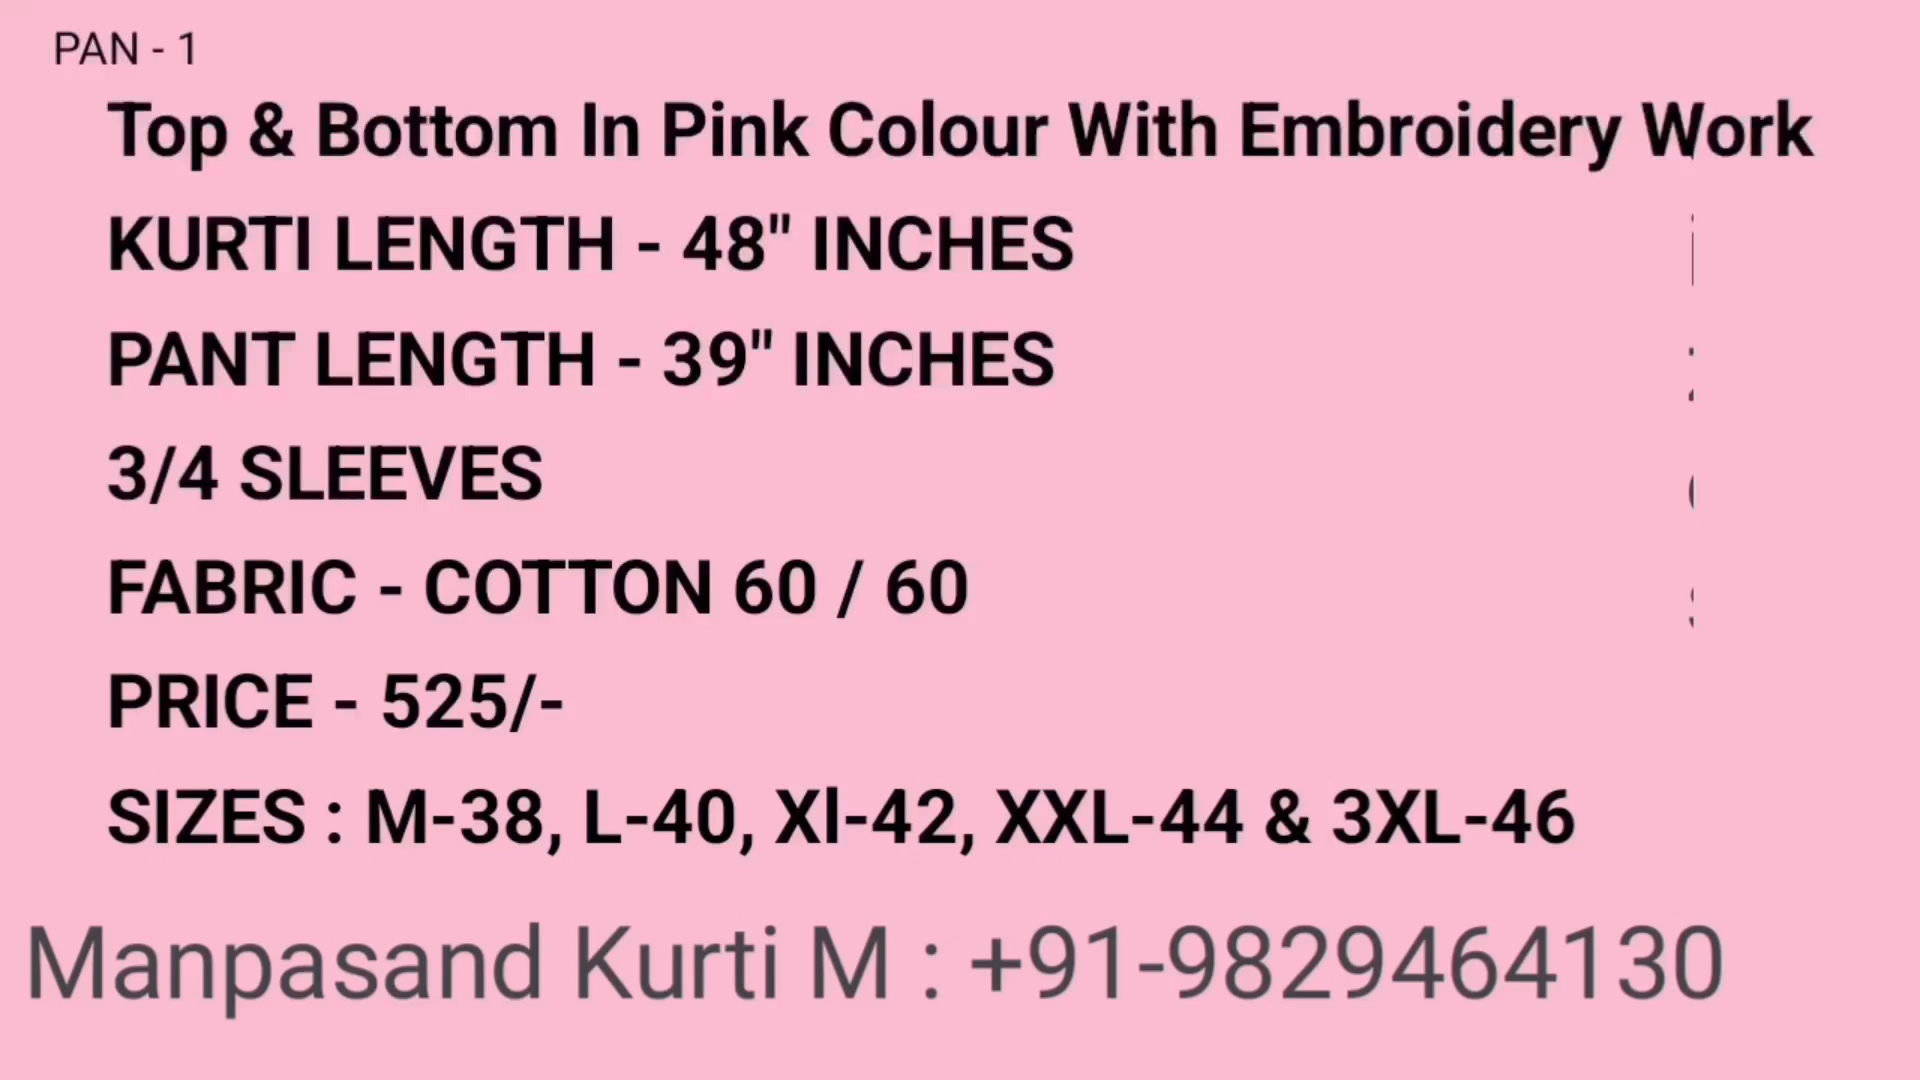 PAN - 1
Top & Bottom In Pink Colour With Embroidery Work
KURTI LENGTH - 48" INCHES
PANT LENGTH - 39" INCHES
3/4 SLEEVES
FABRIC - COTTON 60 / 60
PRICE - 525/-
SIZES : M-38, L-40, Xl-42, XXL-44 & 3XL-46
Manpasand Kurti M : +91-9829464130